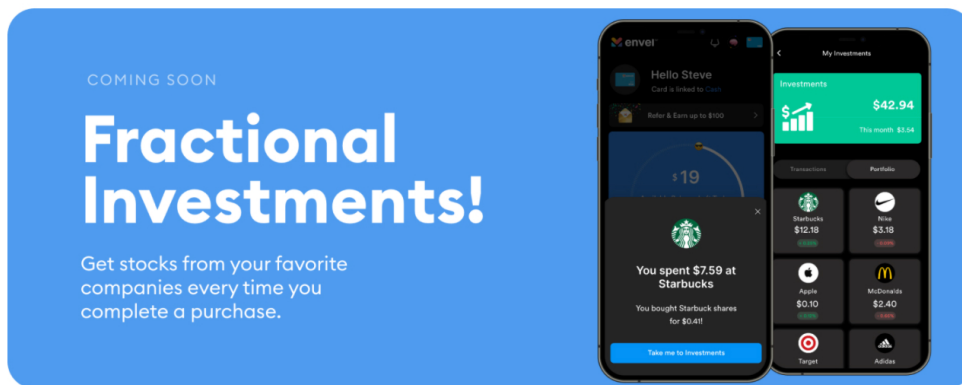 COMING SOON
Fractional
Investments!
Get stocks from your favorite
companies every time you
complete a purchase.
envel
Hello Steve
Card is linked to Cash
Refer & Earn up to $100
$19
You spent $7.59 at
Starbucks
You bought Starbuck shares
for $0.41!
Take me to Investments
My Investments
Investments
$42.94
This month $3.54
Transactions
Portfolio
Starbucks
$12.18
Nike
$3.18
Apple
$0.10
McDonalds
$2.40
Target
Adidas